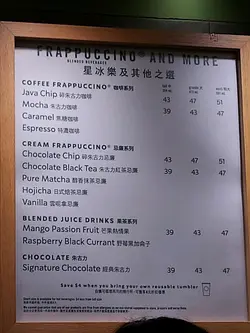 FRAPPUCCINO® AND MORE
BLENDED BEVERAGES
星冰樂及其他之選
COFFEE FRAPPUCCINO® 咖啡系列
Java Chip 碎朱古力咖啡 43 47 51
Mocha 朱古力咖啡 39 43 47
Caramel 焦糖咖啡
Espresso 特濃咖啡
CREAM FRAPPUCCINO® 忌廉系列
Chocolate Chip 碎朱古力忌廉 43 47 51
Chocolate Black Tea 朱古力紅茶忌廉 39 43 47
Pure Matcha 醇香抹茶忌廉
Hojicha 日式焙茶忌廉
Vanilla 雲呢拿忌廉
BLENDED JUICE DRINKS 果茶系列
Mango Passion Fruit 芒果熱情果 39 43 47
Raspberry Black Currant 野莓黑加侖子
CHOCOLATE 朱古力
Signature Chocolate 經典朱古力 39 43 47
Save $4 when you bring your own reusable tumbler